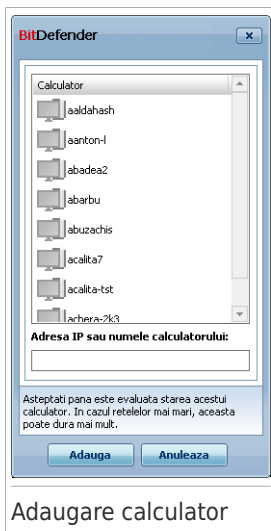 BitDefender
Calculator
aaldahash
aanton-l
abadea2
abarbu
abuzachis
acalita7
acalita-tst
achera-2k3
Adresa IP sau numele calculatorului:
Asteptati pana este evaluata starea acestui
calculator. In cazul retelelor mai mari, aceasta
poate dura mai mult.
Adauga Anuleaza
Adaugare calculator